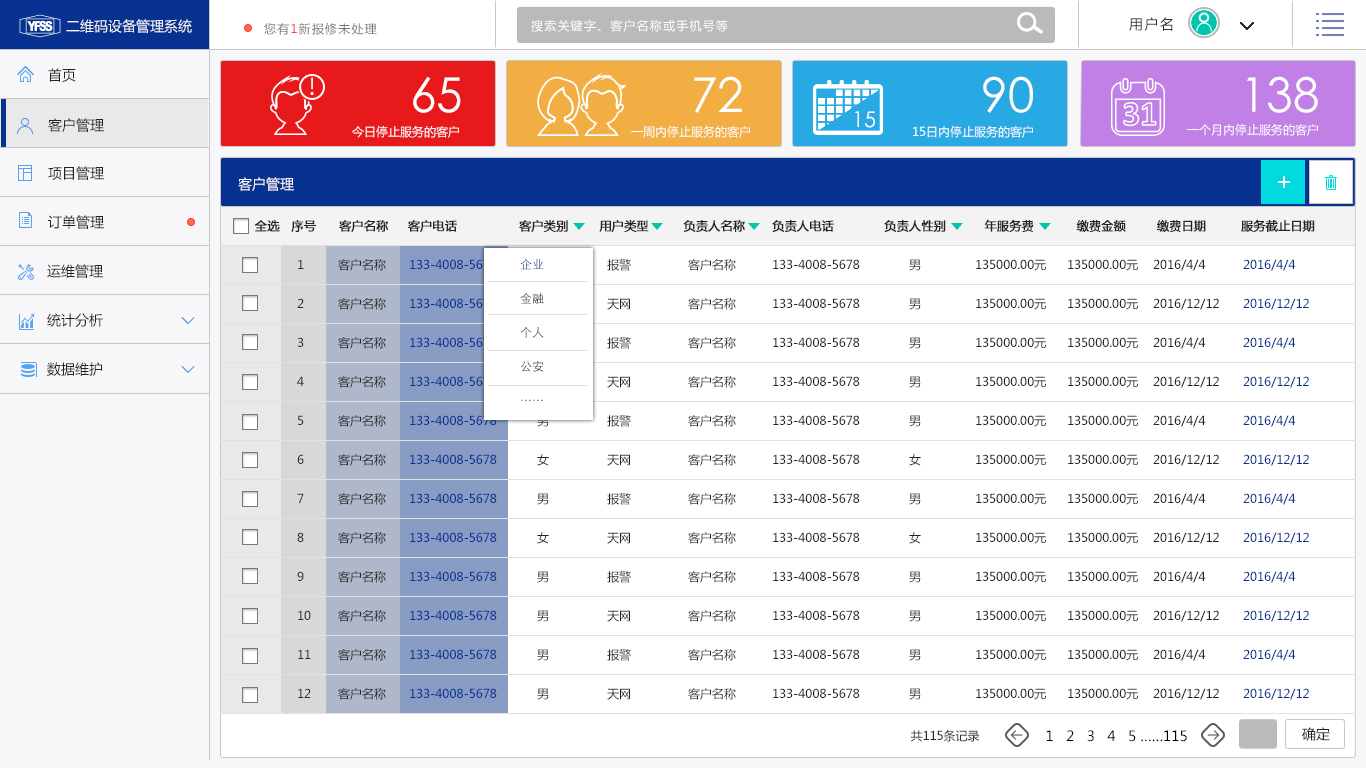 YFSS 二维码设备管理系统
您有1新报修未处理
搜索关键字、客户名称或手机号等
用户名
首页
客户管理
项目管理
订单管理
运维管理
统计分析
数据维护
65
今日停止服务的客户
72
一周内停止服务的客户
15
90
15日内停止服务的客户
31
138
一个月内停止服务的客户
客户管理
+
全选 序号 客户名称 客户电话 客户类别 用户类型 负责人名称 负责人电话 负责人性别 年服务费 缴费金额 缴费日期 服务截止日期
1 客户名称 133-4008-567 报警 客户名称 133-4008-5678 男 135000.00元 135000.00元 2016/4/4 2016/4/4
2 客户名称 133-4008-567 天网 客户名称 133-4008-5678 男 135000.00元 135000.00元 2016/12/12 2016/12/12
3 客户名称 133-4008-567 报警 客户名称 133-4008-5678 男 135000.00元 135000.00元 2016/4/4 2016/4/4
4 客户名称 133-4008-567 天网 客户名称 133-4008-5678 男 135000.00元 135000.00元 2016/12/12 2016/12/12
5 客户名称 133-4008-5678 男 报警 客户名称 133-4008-5678 男 135000.00元 135000.00元 2016/4/4 2016/4/4
6 客户名称 133-4008-5678 女 天网 客户名称 133-4008-5678 女 135000.00元 135000.00元 2016/12/12 2016/12/12
7 客户名称 133-4008-5678 男 报警 客户名称 133-4008-5678 男 135000.00元 135000.00元 2016/4/4 2016/4/4
8 客户名称 133-4008-5678 女 天网 客户名称 133-4008-5678 女 135000.00元 135000.00元 2016/12/12 2016/12/12
9 客户名称 133-4008-5678 男 报警 客户名称 133-4008-5678 男 135000.00元 135000.00元 2016/4/4 2016/4/4
10 客户名称 133-4008-5678 男 天网 客户名称 133-4008-5678 男 135000.00元 135000.00元 2016/12/12 2016/12/12
11 客户名称 133-4008-5678 男 报警 客户名称 133-4008-5678 男 135000.00元 135000.00元 2016/4/4 2016/4/4
12 客户名称 133-4008-5678 男 天网 客户名称 133-4008-5678 男 135000.00元 135000.00元 2016/12/12 2016/12/12
企业
金融
个人
公安
……
共115条记录 1 2 3 4 5 ……115 确定